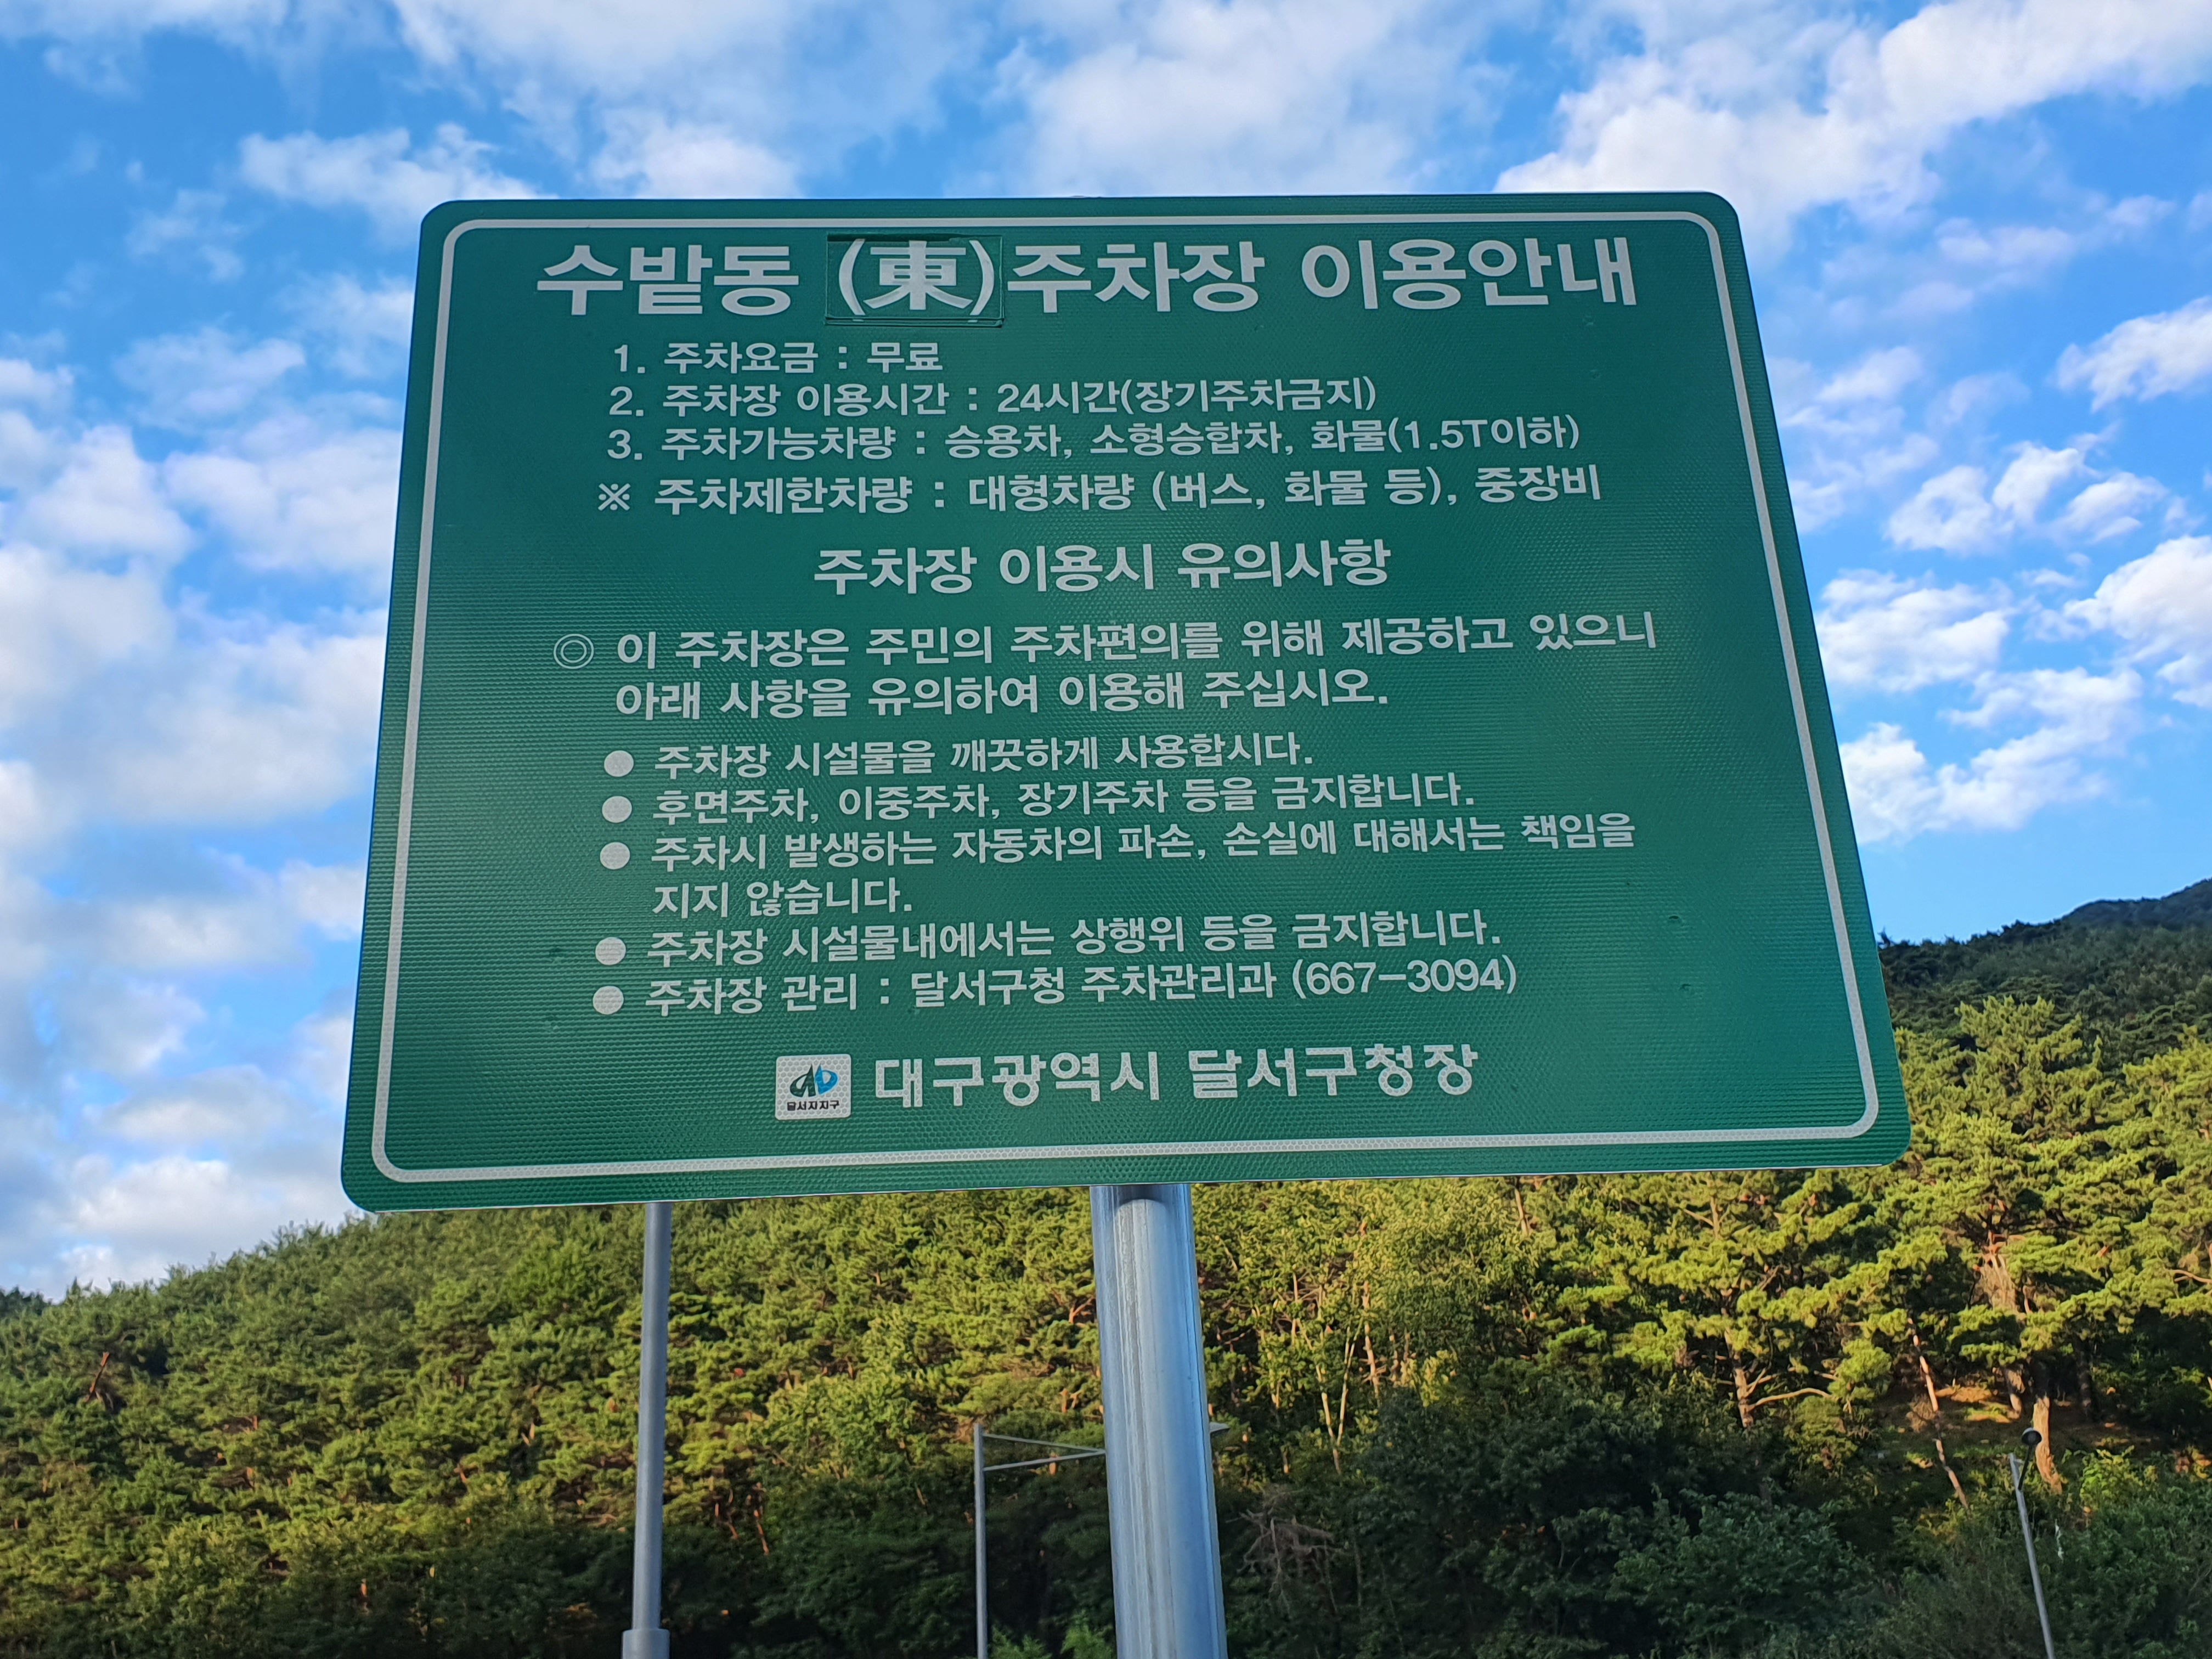 수밭동 (東)주차장 이용안내
1. 주차요금 : 무료
2. 주차장 이용시간 : 24시간(장기주차금지)
3. 주차가능차량 : 승용차, 소형승합차, 화물(1.5T이하)
※ 주차제한차량 : 대형차량 (버스, 화물 등), 중장비
주차장 이용시 유의사항
◎ 이 주차장은 주민의 주차편의를 위해 제공하고 있으니
아래 사항을 유의하여 이용해 주십시오.
● 주차장 시설물을 깨끗하게 사용합시다.
● 후면주차, 이중주차, 장기주차 등을 금지합니다.
● 주차시 발생하는 자동차의 파손, 손실에 대해서는 책임을
지지 않습니다.
● 주차장 시설물내에서는 상행위 등을 금지합니다.
● 주차장 관리 : 달서구청 주차관리과 (667-3094)
달서자치구 대구광역시 달서구청장